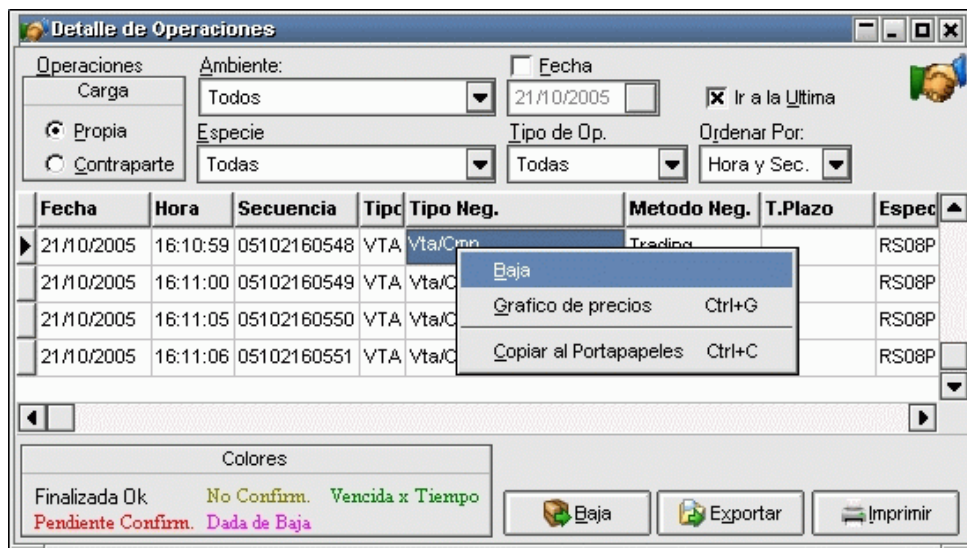 Detalle de Operaciones
Operaciones
Carga
Propia
Contraparte
Ambiente:
Todos
Especie
Todas
Fecha
21/10/2005
Tipo de Op.
Todas
Ir a la Ultima
Ordenar Por:
Hora y Sec.
Fecha Hora Secuencia Tipo Tipo Neg. Metodo Neg. T.Plazo Espec
21/10/2005 16:10:59 05102160548 VTA Vta/Cmp Trading RS08P
21/10/2005 16:11:00 05102160549 VTA Vta/C RS08P
21/10/2005 16:11:05 05102160550 VTA Vta/C RS08P
21/10/2005 16:11:06 05102160551 VTA Vta/C RS08P
Baja
Grafico de precios Ctrl+G
Copiar al Portapapeles Ctrl+C
Colores
Finalizada Ok No Confirm. Vencida x Tiempo
Pendiente Confirm. Dada de Baja
Baja
Exportar
Imprimir